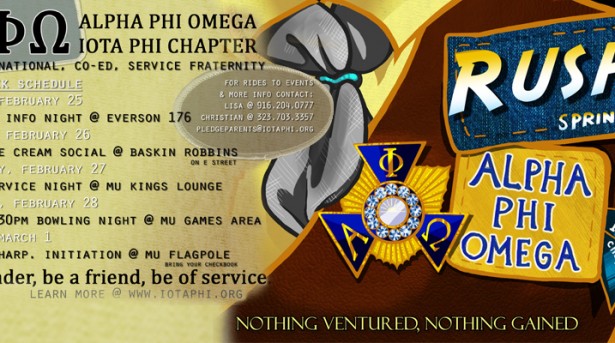 ΦΩ ALPHA PHI OMEGA
IOTA PHI CHAPTER
NATIONAL, CO-ED, SERVICE FRATERNITY
SCHEDULE
FEBRUARY 25
INFO NIGHT @ EVERSON 176
FEBRUARY 26
CREAM SOCIAL @ BASKIN ROBBINS
ON E STREET
FEBRUARY 27
SERVICE NIGHT @ MU KINGS LOUNGE
FEBRUARY 28
30PM BOWLING NIGHT @ MU GAMES AREA
MARCH 1
SHARP. INITIATION @ MU FLAGPOLE
BRING YOUR CHECKBOOK
be a friend, be of service
LEARN MORE @ WWW.IOTAPHI.ORG
FOR RIDES TO EVENTS
& MORE INFO CONTACT:
LISA @ 916.204.0777
CHRISTIAN @ 323.703.3357
PLEDGEPARENTS@IOTAPHI.ORG
RUSH
SPRIN
ALPHA
PHI
OMEGA
Φ
Α Ω
NOTHING VENTURED, NOTHING GAINED